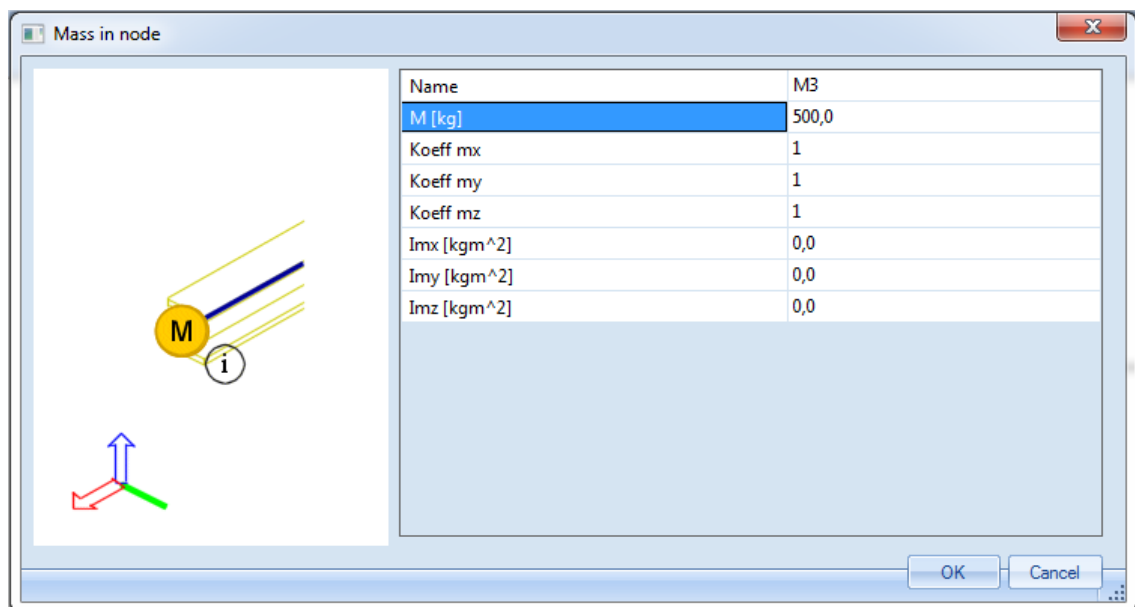 Mass in node
Name M3
M [kg] 500,0
Koeff mx 1
Koeff my 1
Koeff mz 1
Imx [kgm^2] 0,0
Imy [kgm^2] 0,0
Imz [kgm^2] 0,0
M
i
OK Cancel